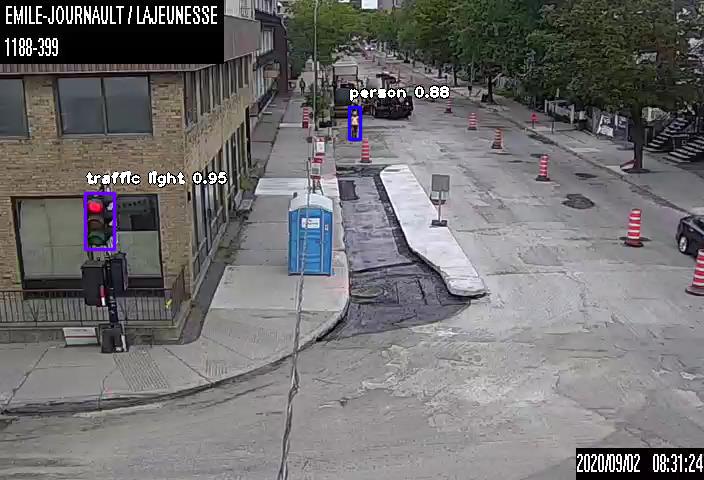 EMILE-JOURNAULT / LAJEUNESSE
1188-399
person 0.88
traffic light 0.95
2020/09/02 08:31:24